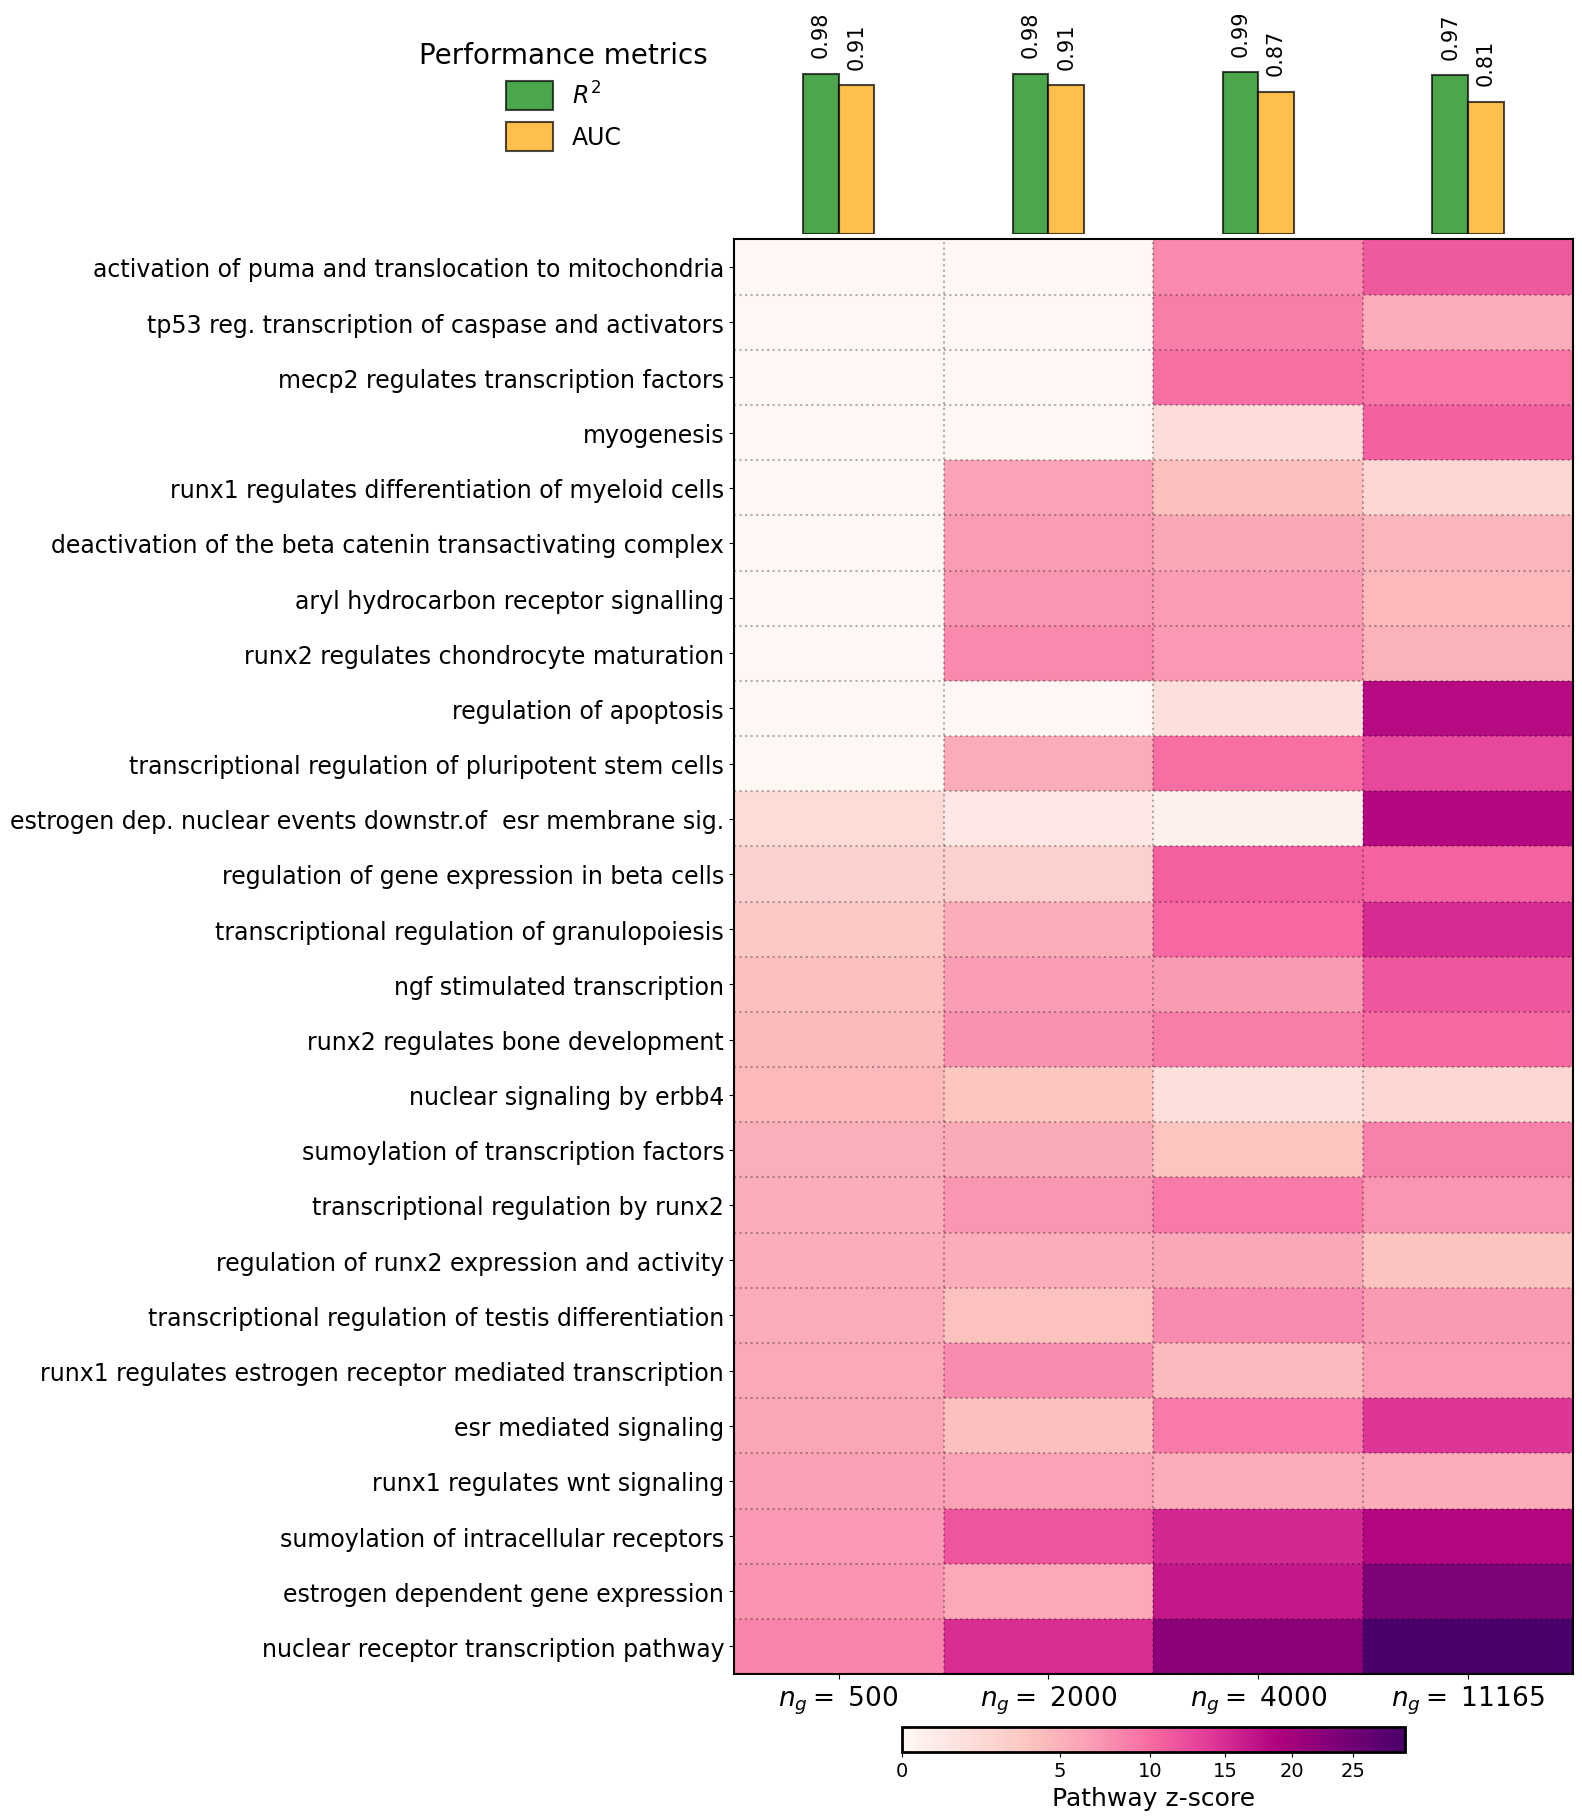 0.98
0.91
0.98
0.91
0.99
0.87
0.97
0.81
Performance metrics
R²
AUC
activation of puma and translocation to mitochondria
tp53 reg. transcription of caspase and activators
mecp2 regulates transcription factors
myogenesis
runx1 regulates differentiation of myeloid cells
deactivation of the beta catenin transactivating complex
aryl hydrocarbon receptor signalling
runx2 regulates chondrocyte maturation
regulation of apoptosis
transcriptional regulation of pluripotent stem cells
estrogen dep. nuclear events downstr.of  esr membrane sig.
regulation of gene expression in beta cells
transcriptional regulation of granulopoiesis
ngf stimulated transcription
runx2 regulates bone development
nuclear signaling by erbb4
sumoylation of transcription factors
transcriptional regulation by runx2
regulation of runx2 expression and activity
transcriptional regulation of testis differentiation
runx1 regulates estrogen receptor mediated transcription
esr mediated signaling
runx1 regulates wnt signaling
sumoylation of intracellular receptors
estrogen dependent gene expression
nuclear receptor transcription pathway
n_g = 500
n_g = 2000
n_g = 4000
n_g = 11165
0 5 10 15 20 25
Pathway z-score